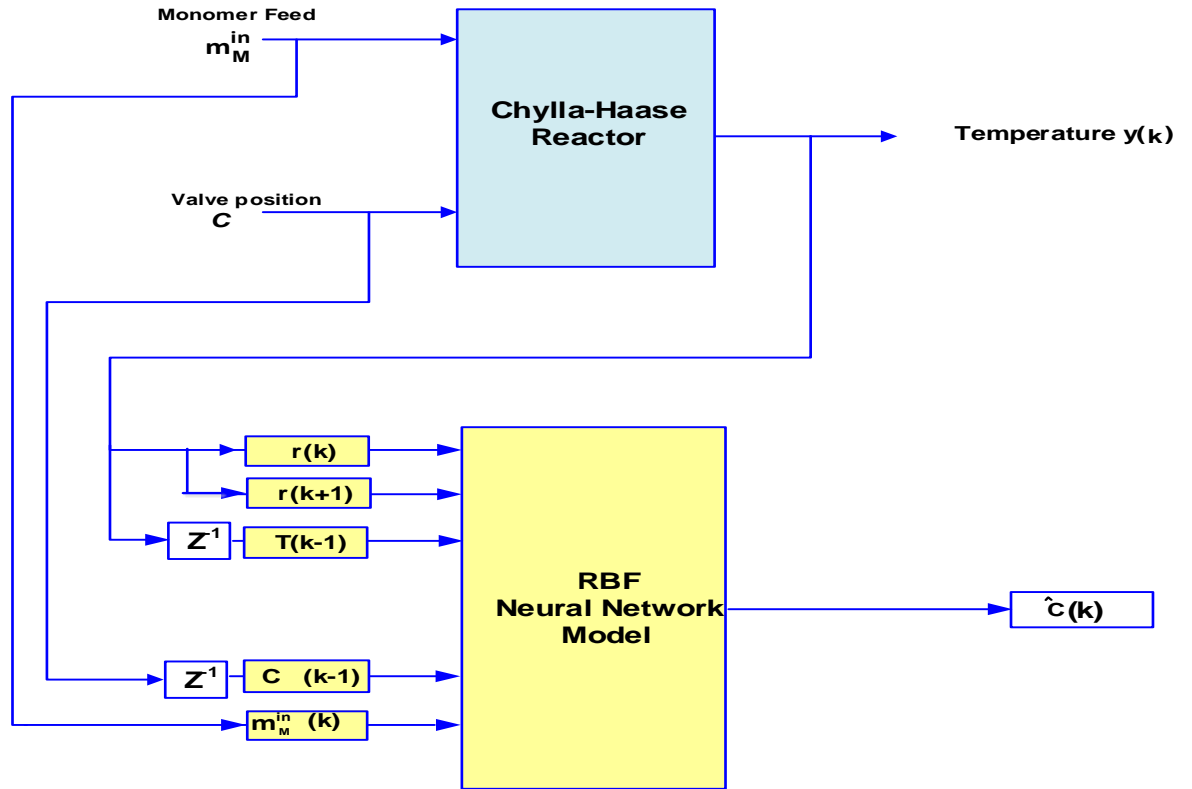 Monomer Feed
m_M^in
Chylla-Haase
Reactor
Temperature y(k)
Valve position
C
r(k)
r(k+1)
Z⁻¹ T(k-1)
RBF
Neural Network
Model
Ĉ(k)
Z⁻¹ C (k-1)
m_M^in (k)